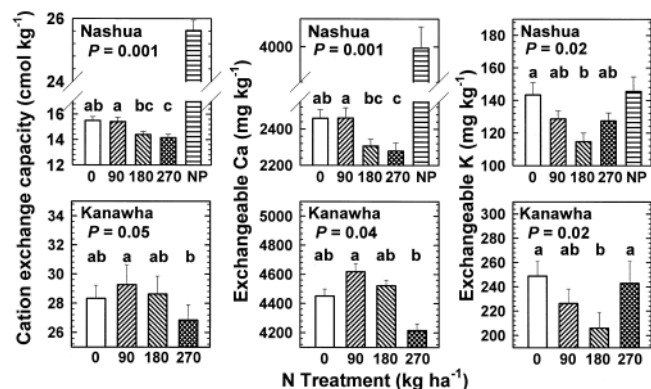 Cation exchange capacity (cmol kg⁻¹)
Nashua
P = 0.001
26
25
16
15
14
12
ab a bc c
0 90 180 270 NP
Kanawha
P = 0.05
34
32
30
28
26
ab a ab b
0 90 180 270
Exchangeable Ca (mg kg⁻¹)
Nashua
P = 0.001
4000
2400
2200
ab a bc c
0 90 180 270 NP
Kanawha
P = 0.04
5000
4800
4600
4400
4200
ab a ab b
0 90 180 270
Exchangeable K (mg kg⁻¹)
Nashua
P = 0.02
180
160
140
120
100
a ab b ab
0 90 180 270 NP
Kanawha
P = 0.02
300
280
260
240
220
200
a ab b a
0 90 180 270
N Treatment (kg ha⁻¹)